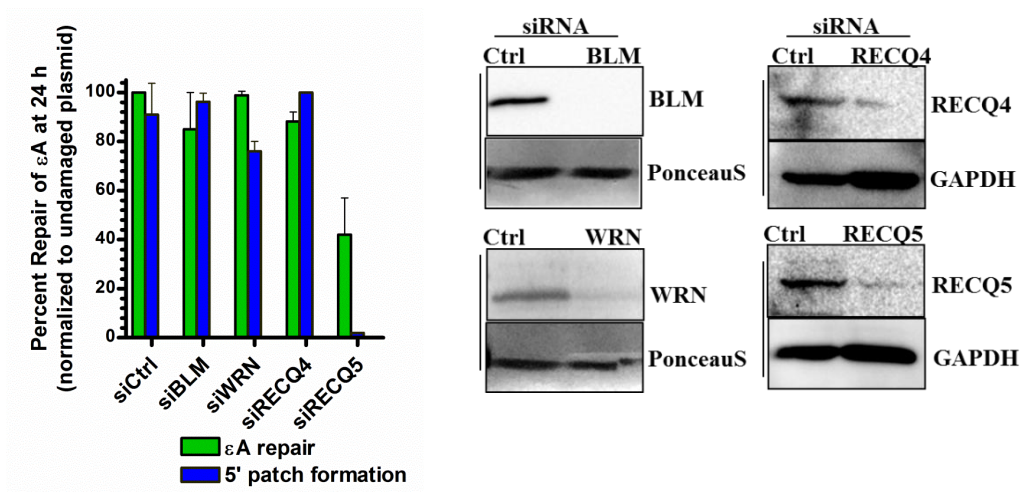 Percent Repair of εA at 24 h
(normalized to undamaged plasmid)
100
80
60
40
20
0
siCtrl
siBLM
siWRN
siRECQ4
siRECQ5
εA repair
5' patch formation
siRNA
Ctrl BLM
BLM
PonceauS
Ctrl WRN
WRN
PonceauS
siRNA
Ctrl RECQ4
RECQ4
GAPDH
Ctrl RECQ5
RECQ5
GAPDH